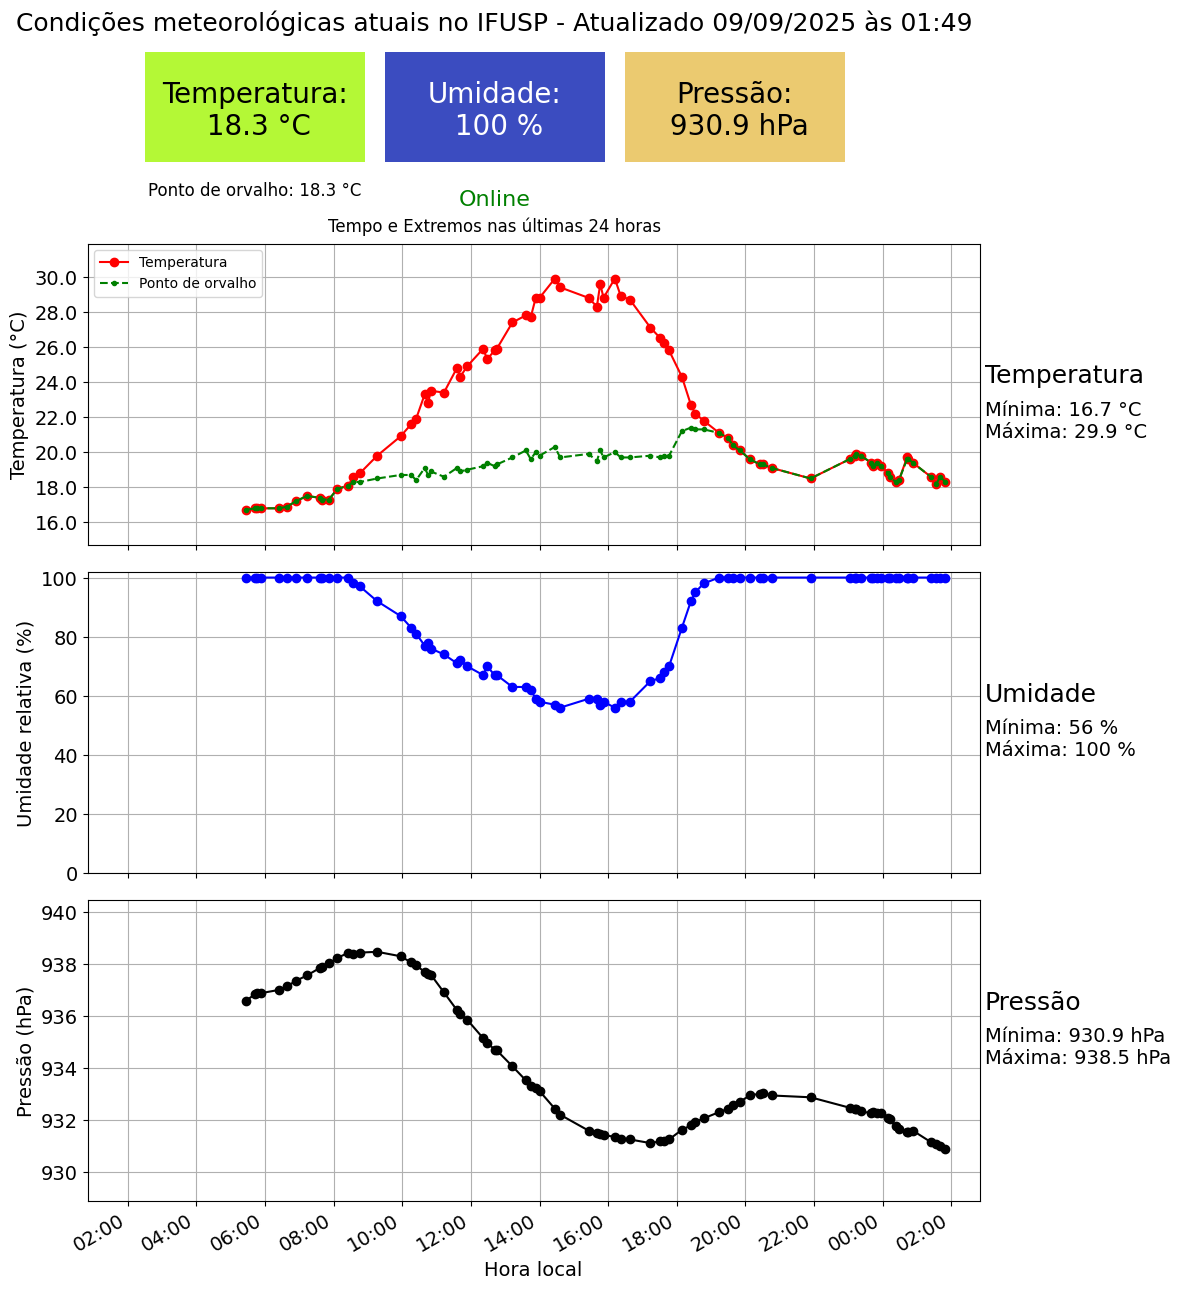 Condições meteorológicas atuais no IFUSP - Atualizado 09/09/2025 às 01:49
Temperatura:
18.3 °C
Umidade:
100 %
Pressão:
930.9 hPa
Ponto de orvalho: 18.3 °C
Online
Tempo e Extremos nas últimas 24 horas
Temperatura
Ponto de orvalho
Temperatura (°C)
30.0
28.0
26.0
24.0
22.0
20.0
18.0
16.0
Temperatura
Mínima: 16.7 °C
Máxima: 29.9 °C
Umidade relativa (%)
100
80
60
40
20
0
Umidade
Mínima: 56 %
Máxima: 100 %
Pressão (hPa)
940
938
936
934
932
930
Pressão
Mínima: 930.9 hPa
Máxima: 938.5 hPa
02:00
04:00
06:00
08:00
10:00
12:00
14:00
16:00
18:00
20:00
22:00
00:00
02:00
Hora local